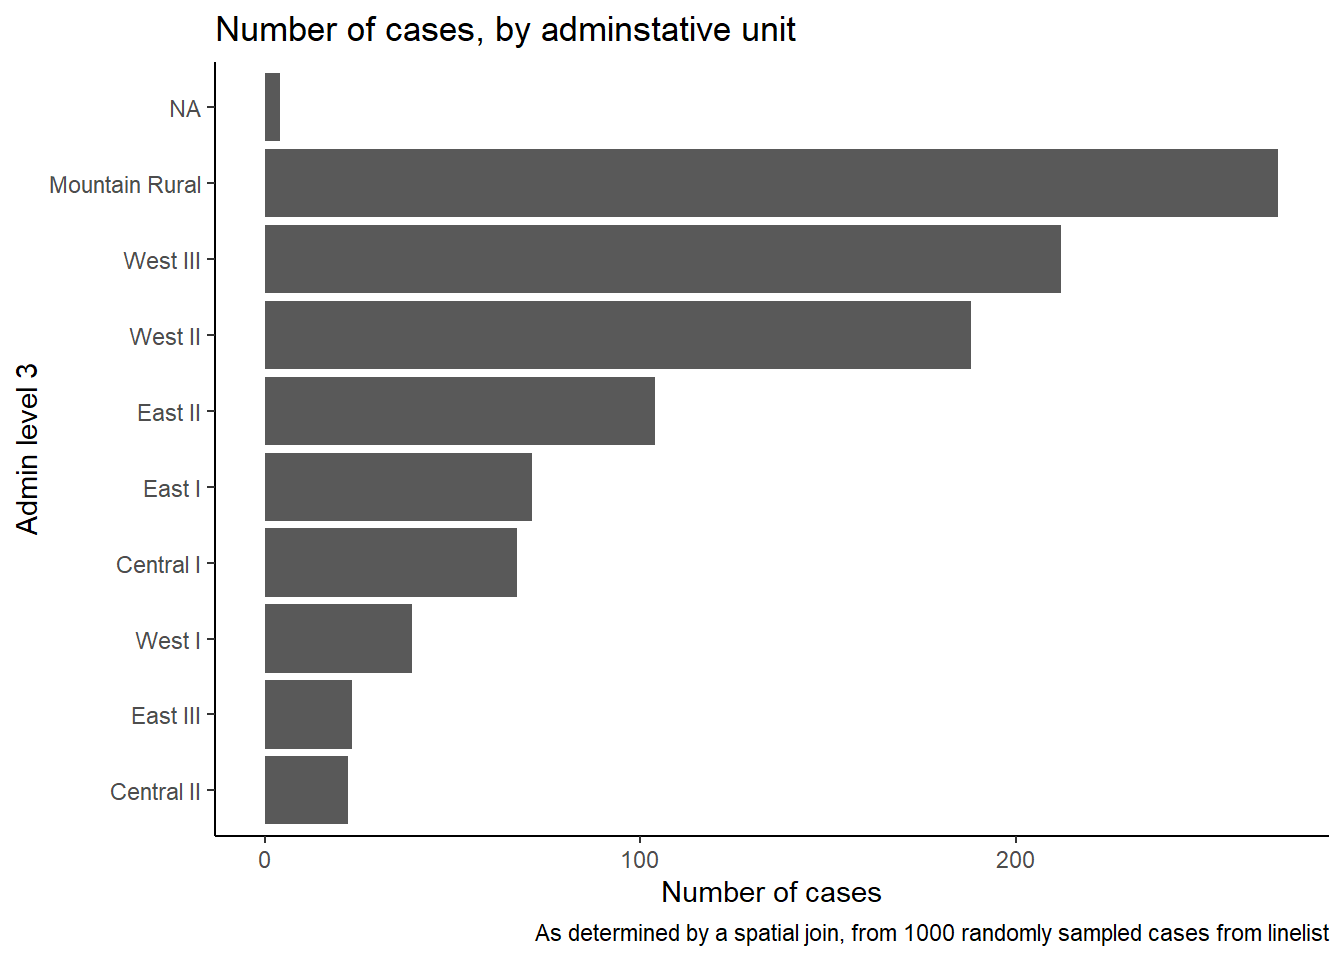 Number of cases, by adminstative unit
Admin level 3
NA
Mountain Rural
West III
West II
East II
East I
Central I
West I
East III
Central II
0 100 200
Number of cases
As determined by a spatial join, from 1000 randomly sampled cases from linelist